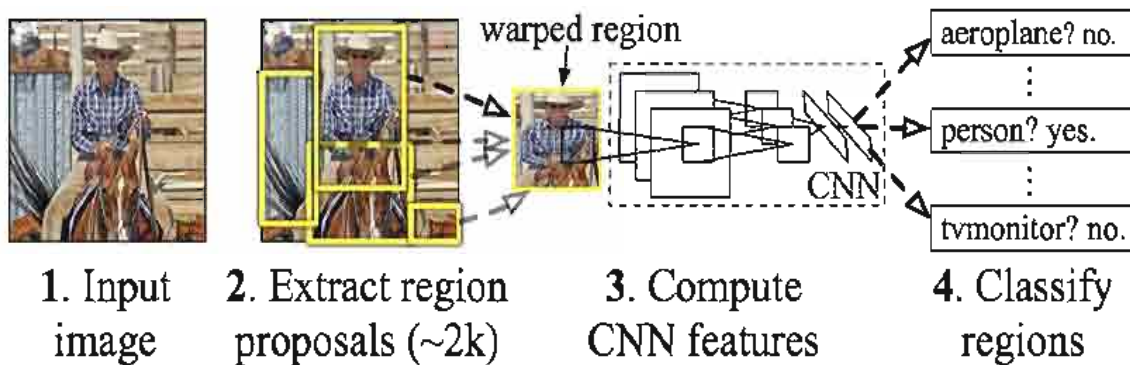 warped region
aeroplane? no.
person? yes.
CNN
tvmonitor? no.
1. Input
image
2. Extract region
proposals (~2k)
3. Compute
CNN features
4. Classify
regions